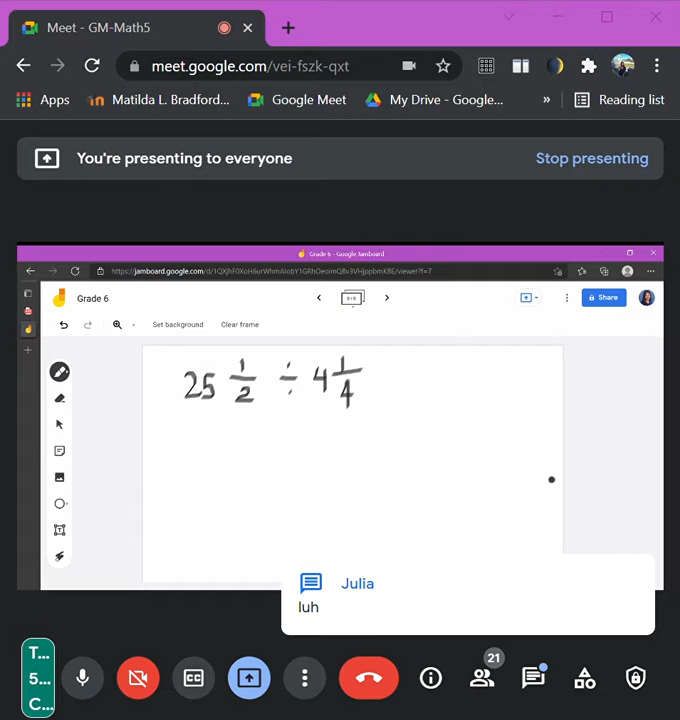 Meet - GM-Math5
meet.google.com/vei-fszk-qxt
Apps Matilda L. Bradford... Google Meet My Drive - Google... » Reading list
You're presenting to everyone Stop presenting
Grade 6 - Google Jamboard
Grade 6 Share
Set background Clear frame
25 1/2 ÷ 4 1/4
Julia
luh
21
T...
5...
C...
CC